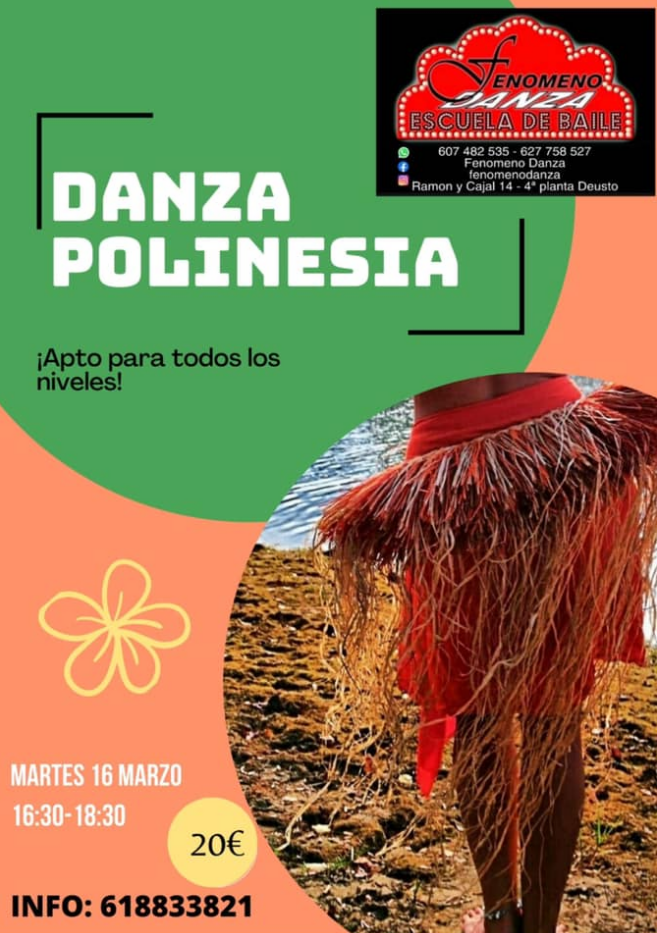 FENOMENO
DANZA
ESCUELA DE BAILE
607 482 535 - 627 758 527
Fenomeno Danza
fenomenodanza
Ramon y Cajal 14 - 4ª planta Deusto
DANZA
POLINESIA
¡Apto para todos los
niveles!
MARTES 16 MARZO
16:30-18:30
20€
INFO: 618833821